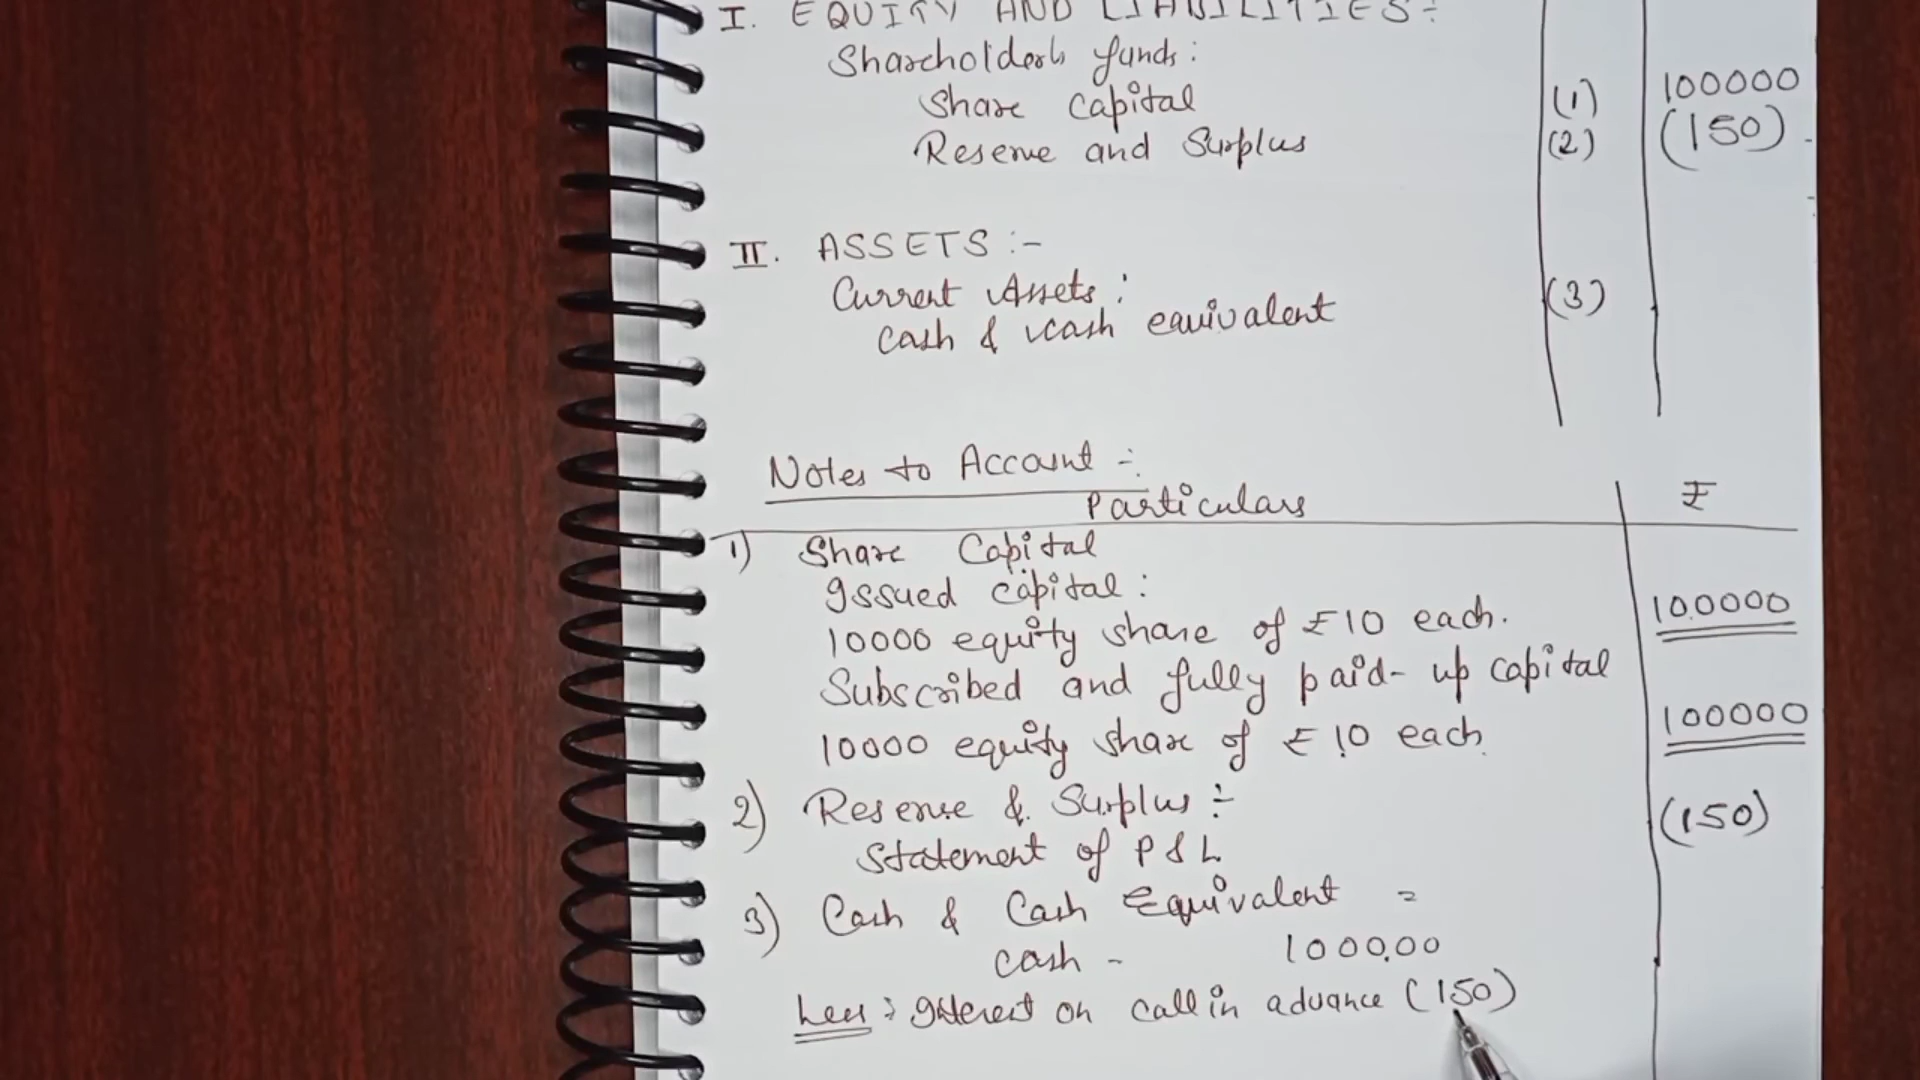 I. EQUITY AND LIABILITIES :-
Shareholders funds :
Share Capital (1) 100000
Reserve and Surplus (2) (150)
II. ASSETS :-
Current Assets : (3)
Cash & cash equivalent
Notes to Account :-
Particulars ₹
1) Share Capital
Issued capital :
10000 equity share of ₹10 each. 100000
Subscribed and fully paid-up capital
10000 equity share of ₹10 each. 100000
2) Reserve & Surplus :- (150)
Statement of P & L
3) Cash & Cash Equivalent =
Cash - 100000
Less : Interest on call in advance (150)